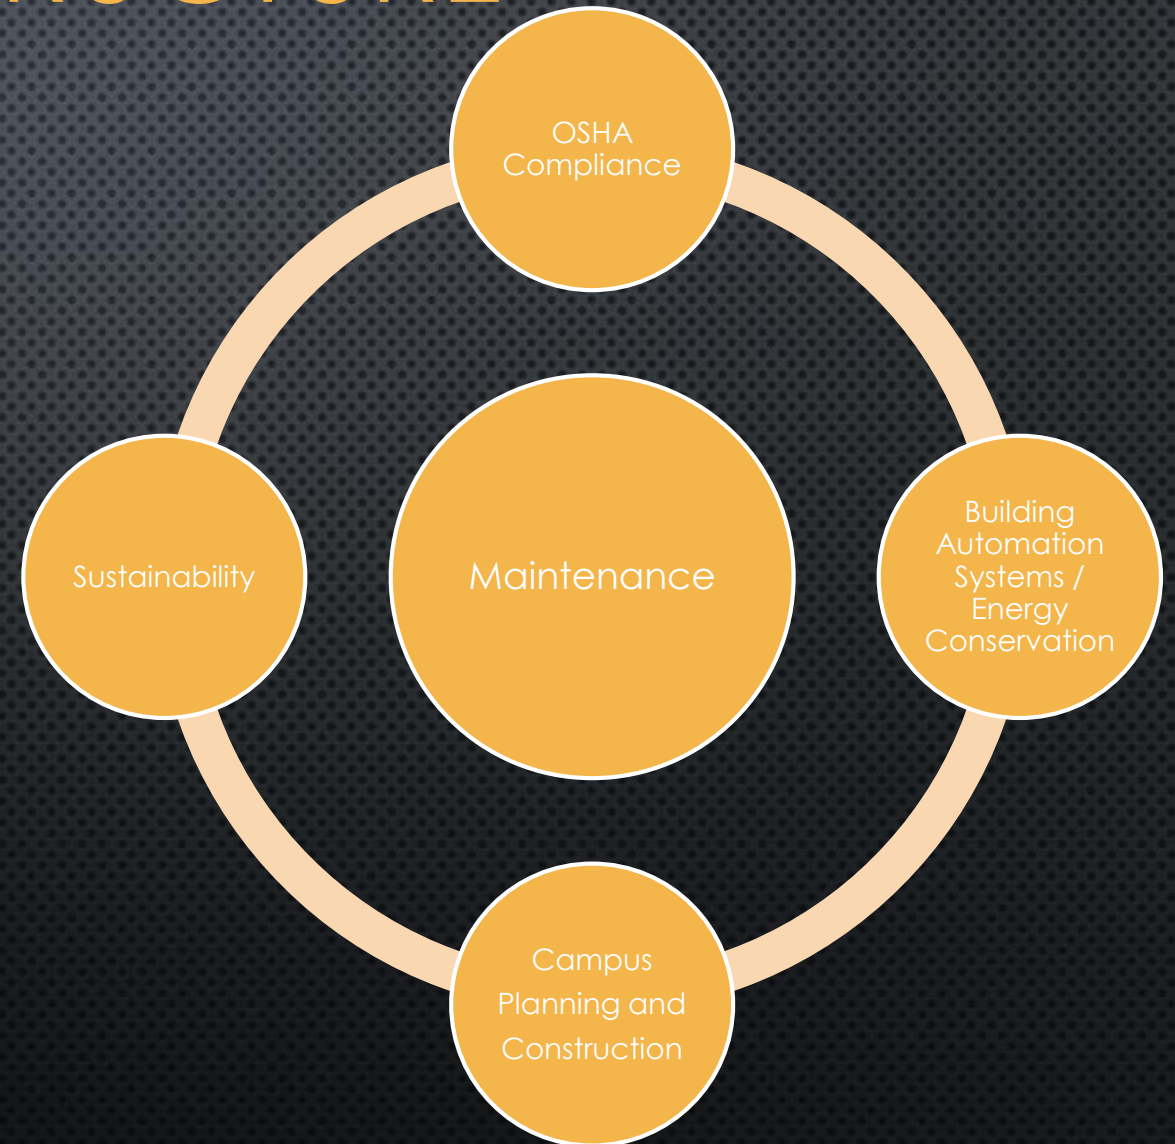 OSHA
Compliance
Sustainability
Maintenance
Building
Automation
Systems /
Energy
Conservation
Campus
Planning and
Construction